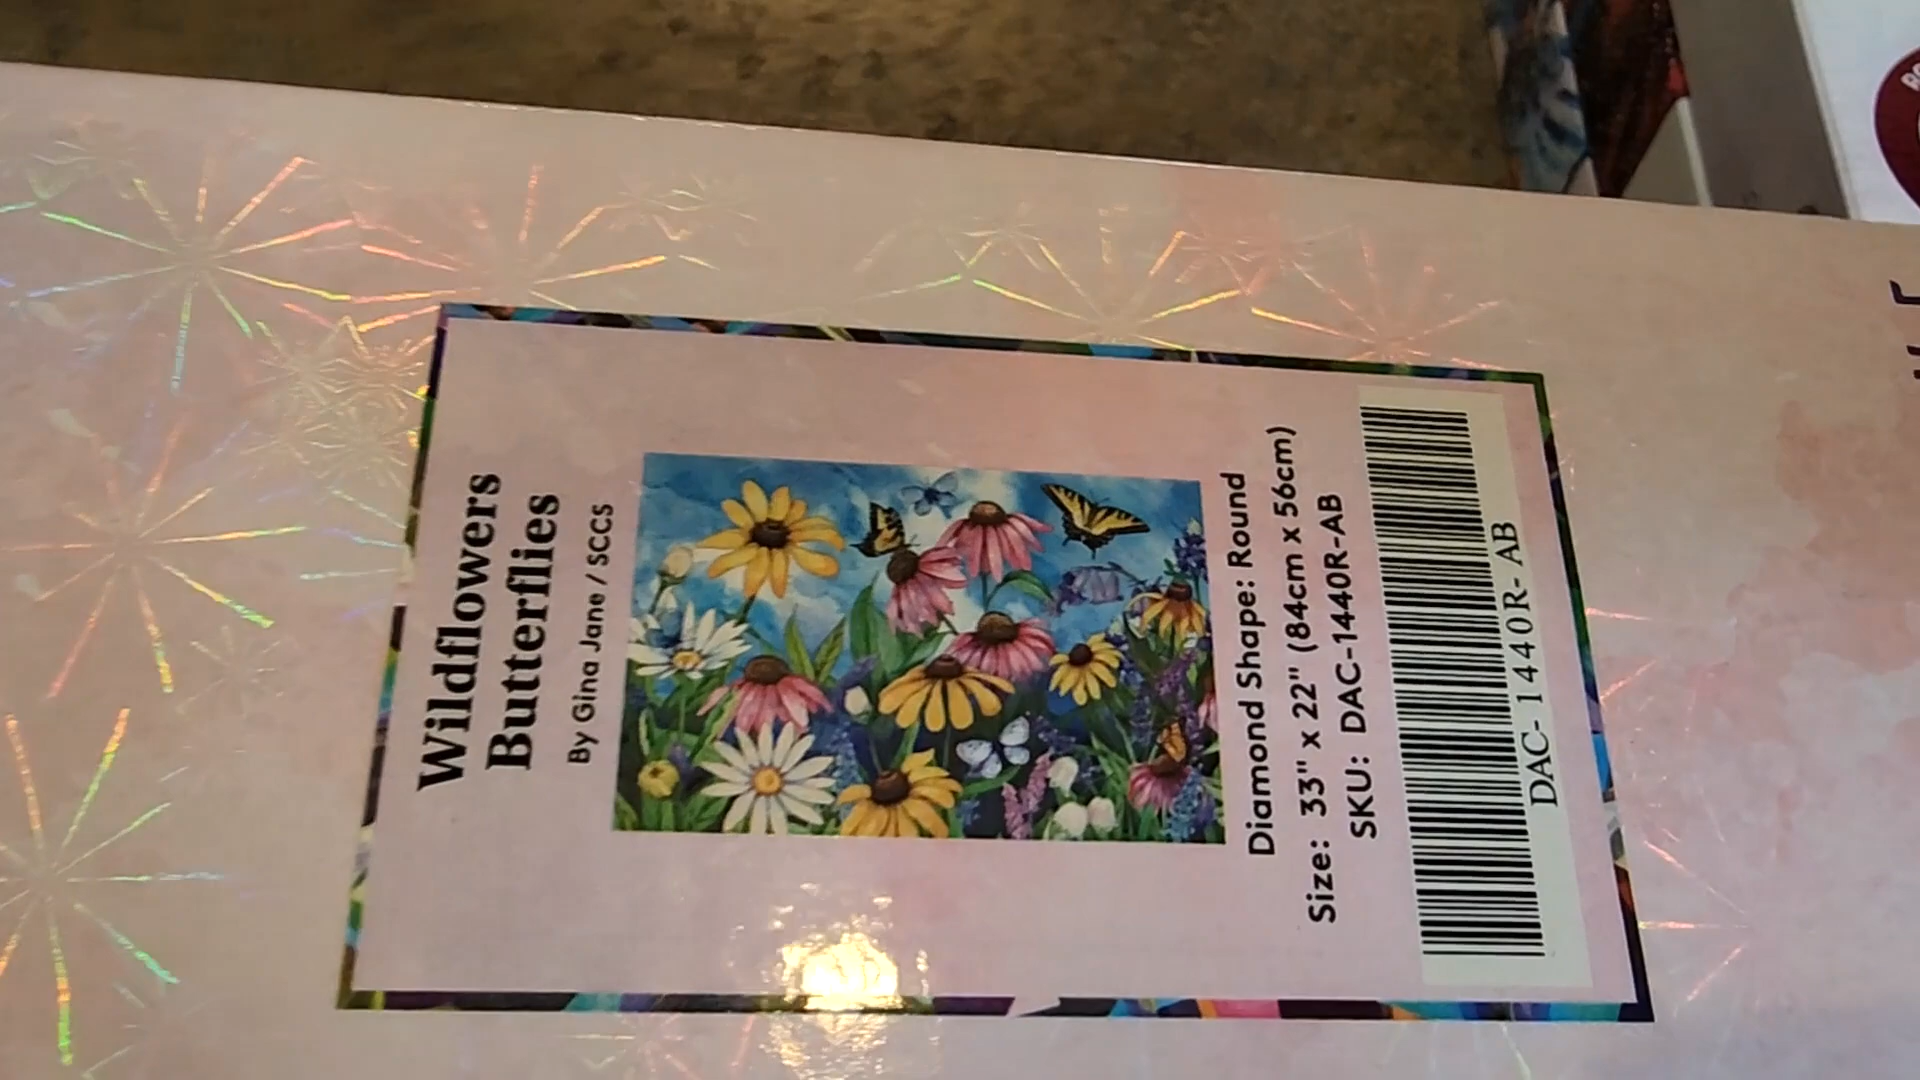 Wildflowers
Butterflies
By Gina Jane / SCCS
Diamond Shape: Round
Size: 33" x 22" (84cm x 56cm)
SKU: DAC-1440R-AB
DAC- 1440R- AB